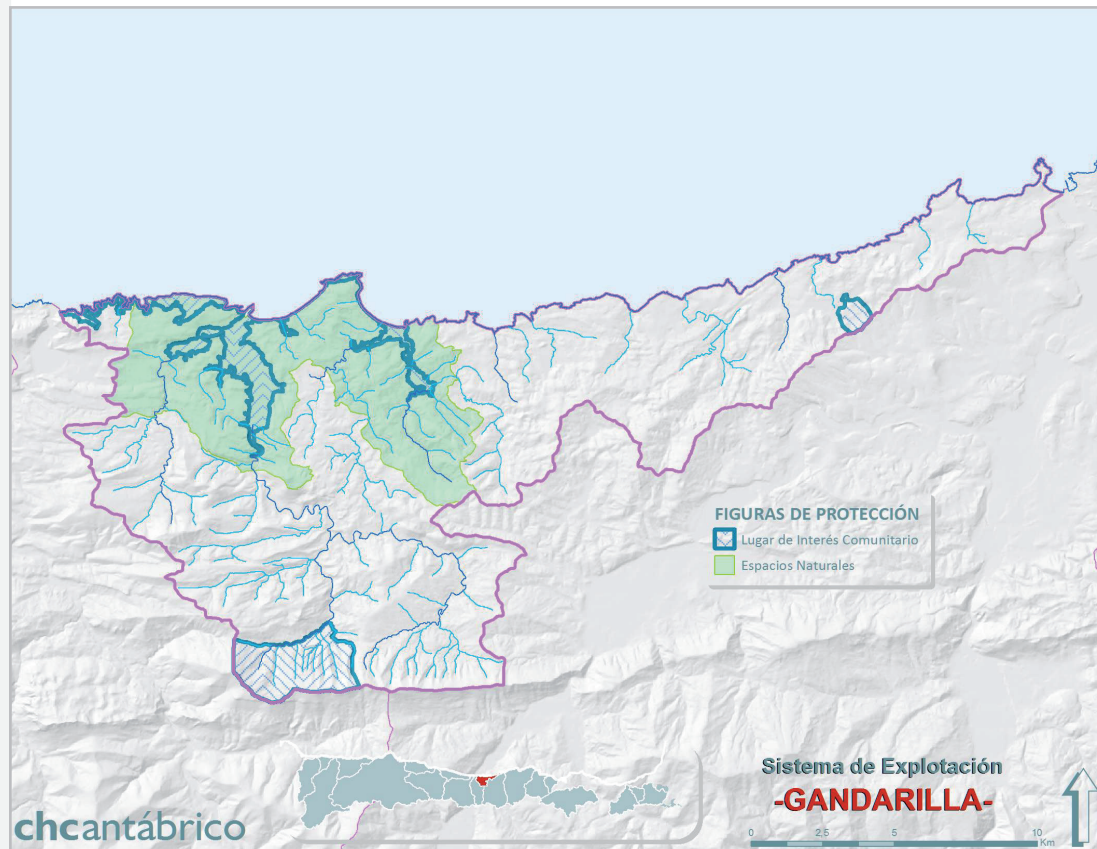 FIGURAS DE PROTECCIÓN
Lugar de Interés Comunitario
Espacios Naturales
Sistema de Explotación
-GANDARILLA-
chcantábrico
0 2,5 5 10
Km